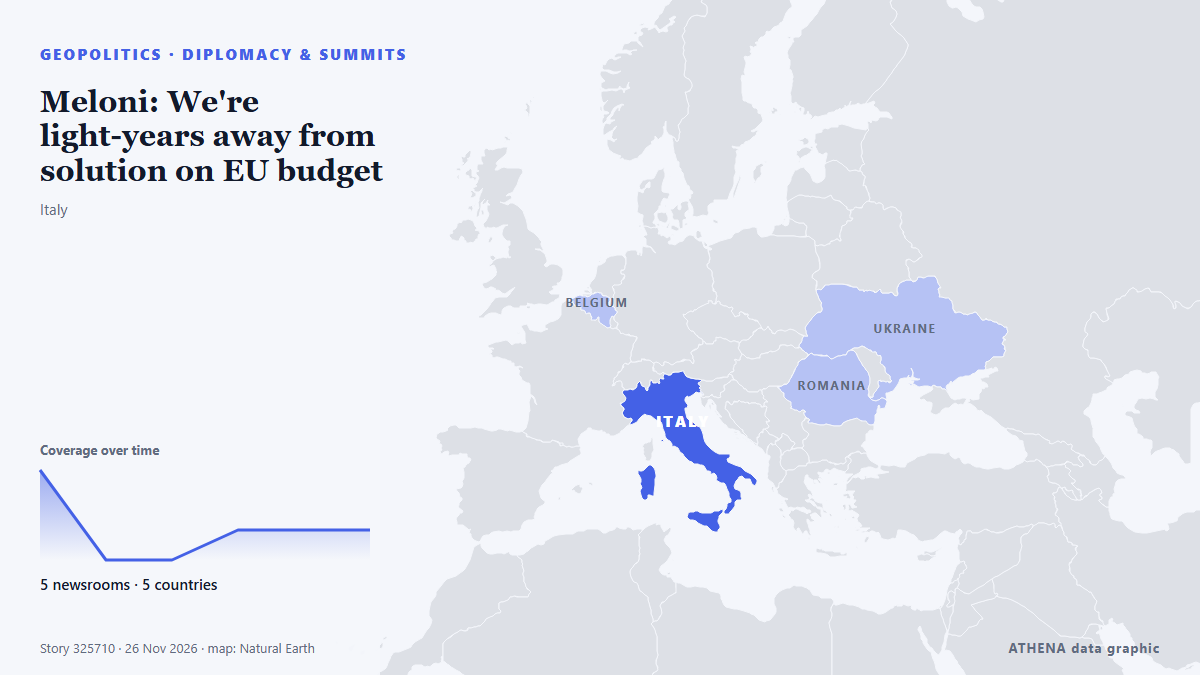 GEOPOLITICS · DIPLOMACY & SUMMITS
Meloni: We're
light-years away from
solution on EU budget
Italy
BELGIUM
UKRAINE
ROMANIA
ITALY
Coverage over time
5 newsrooms · 5 countries
Story 325710 · 26 Nov 2026 · map: Natural Earth
ATHENA data graphic